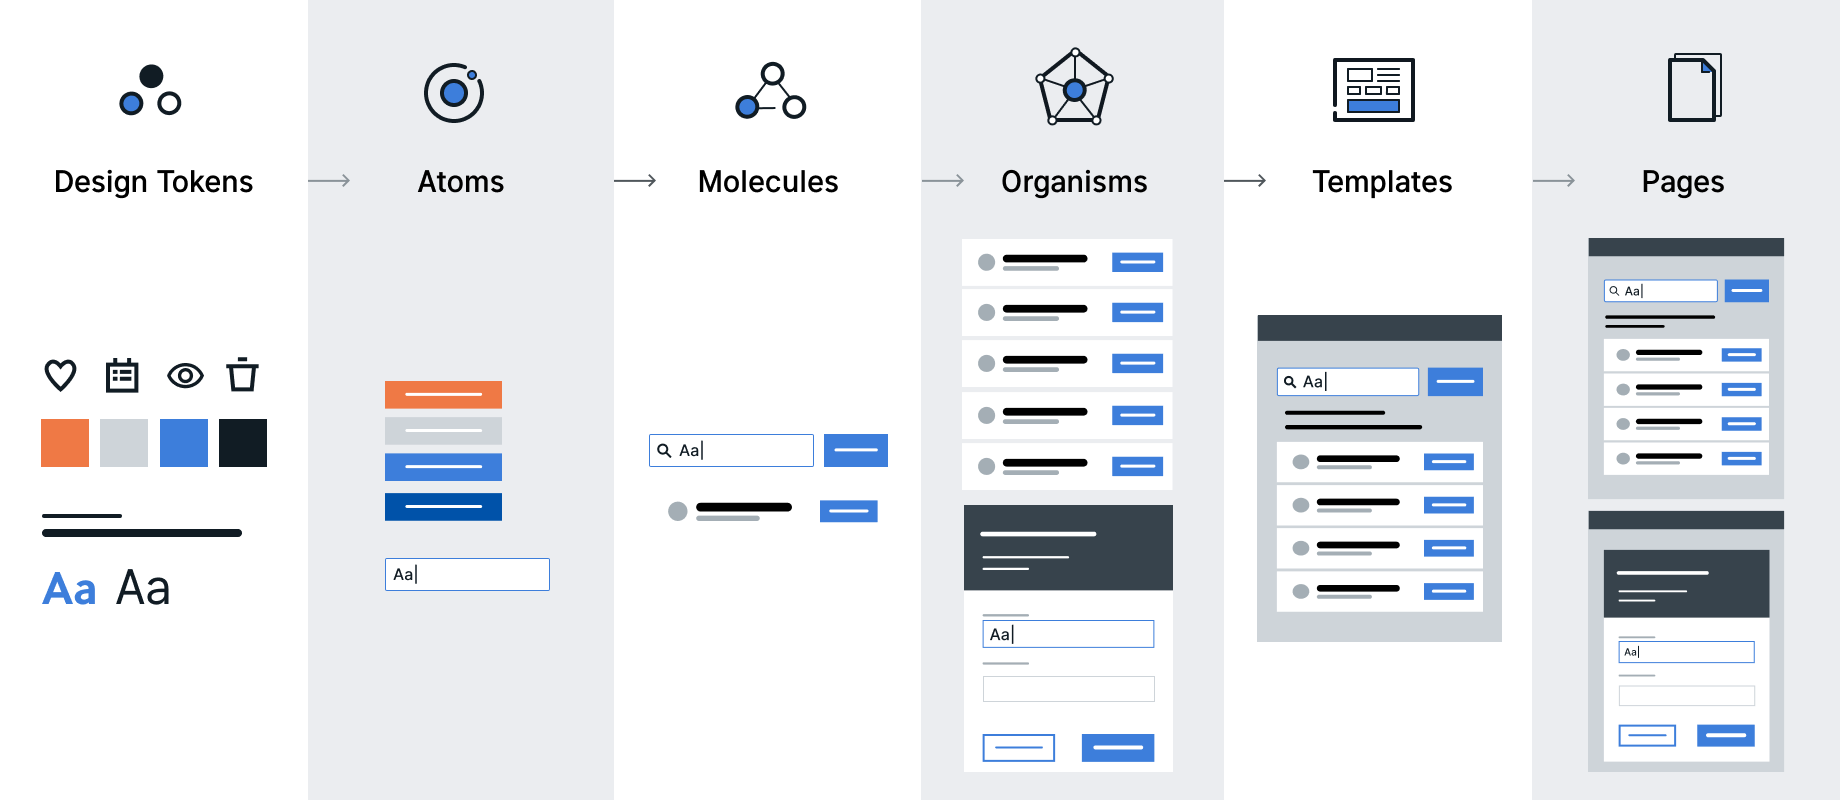 Design Tokens
Atoms
Molecules
Organisms
Templates
Pages
Aa Aa
Aa
Aa
Aa
Aa
Aa
Aa